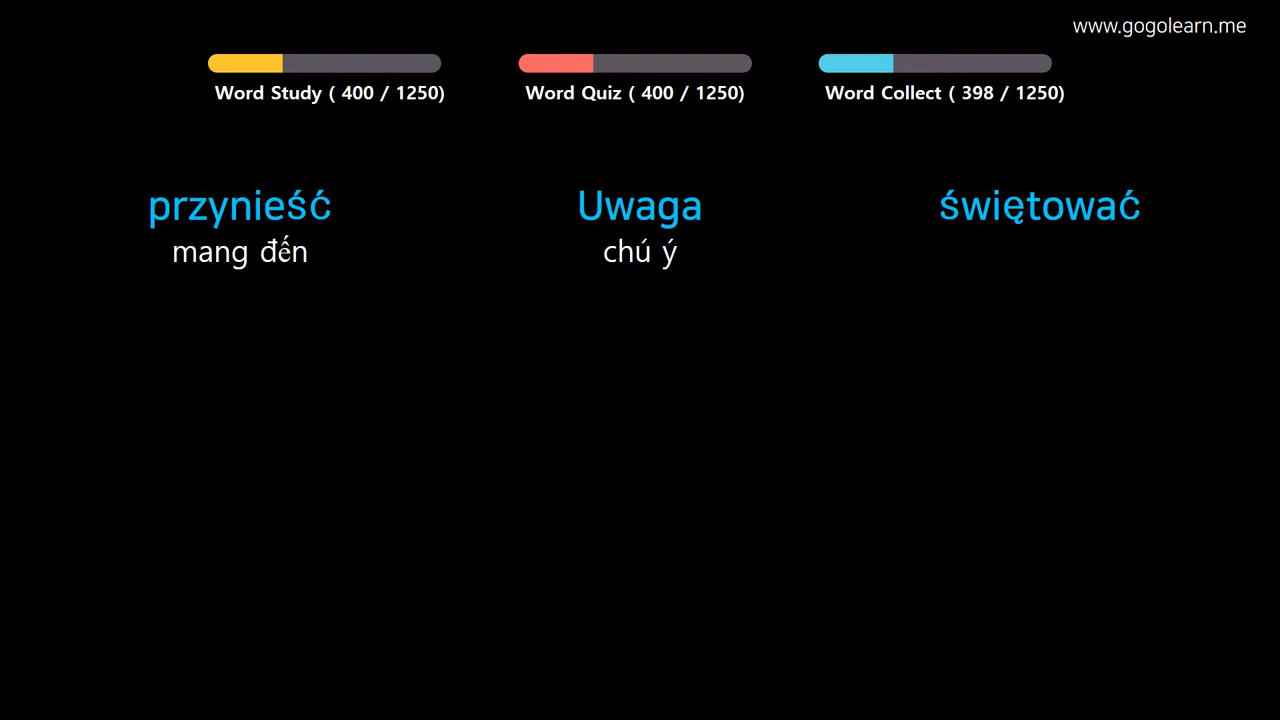 www.gogolearn.me
Word Study ( 400 / 1250)
Word Quiz ( 400 / 1250)
Word Collect ( 398 / 1250)
przynieść
mang đến
Uwaga
chú ý
świętować